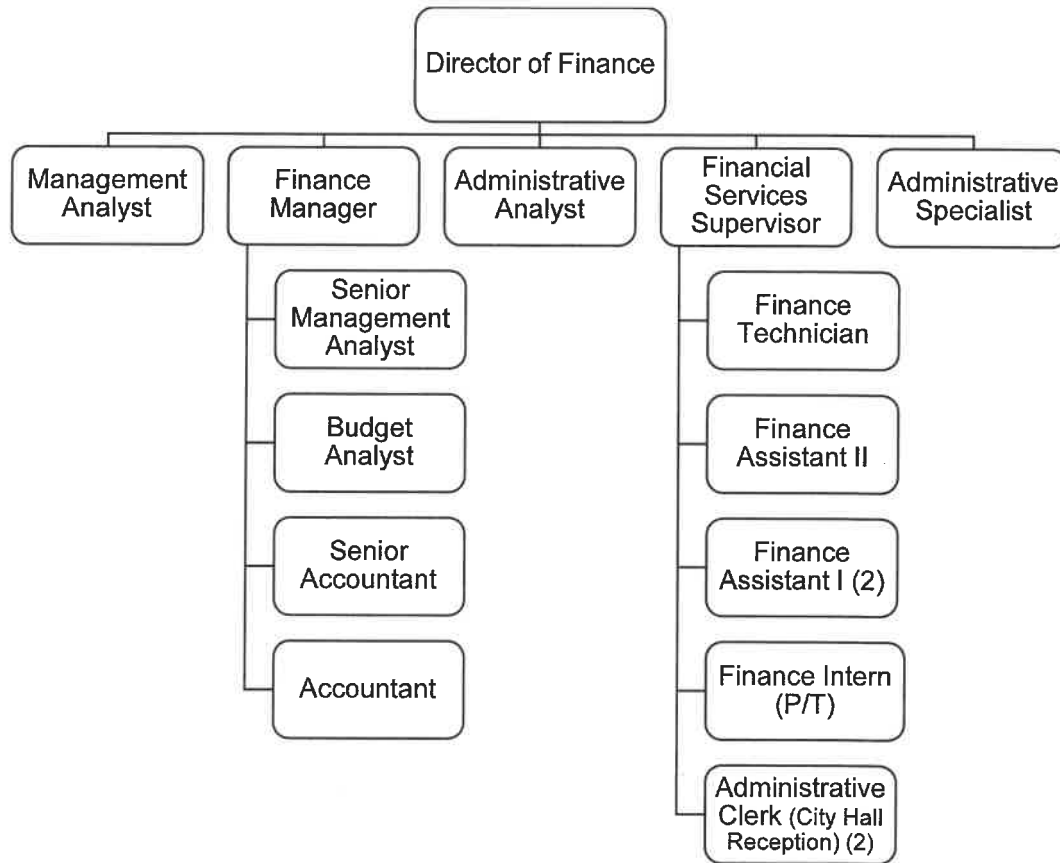 Director of Finance
Management
Analyst
Finance
Manager
Administrative
Analyst
Financial
Services
Supervisor
Administrative
Specialist
Senior
Management
Analyst
Budget
Analyst
Senior
Accountant
Accountant
Finance
Technician
Finance
Assistant II
Finance
Assistant I (2)
Finance Intern
(P/T)
Administrative
Clerk (City Hall
Reception) (2)